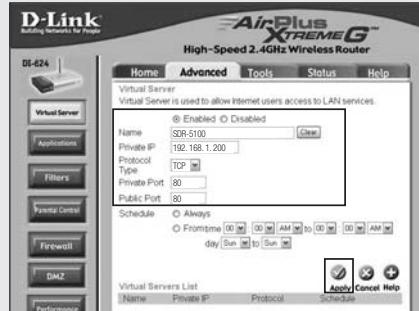 D-Link
Building Networks for People
AirPlus
XTREME G
High-Speed 2.4GHz Wireless Router
DI-624
Home Advanced Tools Status Help
Virtual Server
Virtual Server is used to allow Internet users access to LAN services.
Enabled Disabled
Name SDR-5100 Clear
Private IP 192.168.1.200
Protocol Type TCP
Private Port 80
Public Port 80
Schedule Always
From time 00 : 00 AM to 00 : 00 AM
day Sun to Sun
Apply Cancel Help
Virtual Servers List
Name Private IP Protocol Schedule
Virtual Server
Applications
Filters
Parental Control
Firewall
DMZ
Performance